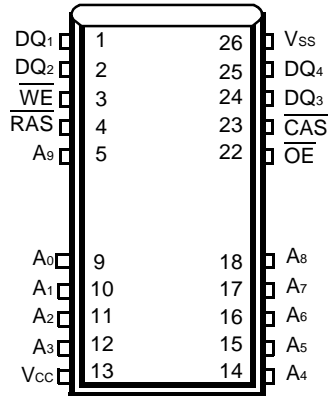 DQ1 1 26 VSS
DQ2 2 25 DQ4
WE 3 24 DQ3
RAS 4 23 CAS
A9 5 22 OE
A0 9 18 A8
A1 10 17 A7
A2 11 16 A6
A3 12 15 A5
VCC 13 14 A4